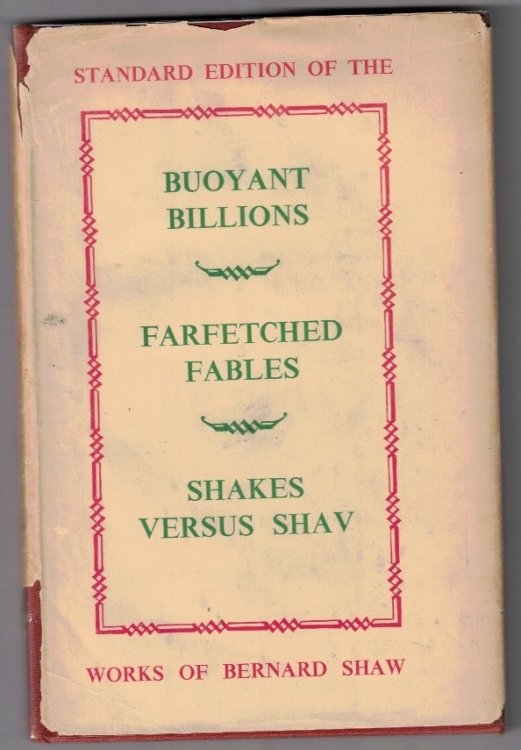 STANDARD EDITION OF THE
BUOYANT
BILLIONS
FARFETCHED
FABLES
SHAKES
VERSUS SHAV
WORKS OF BERNARD SHAW